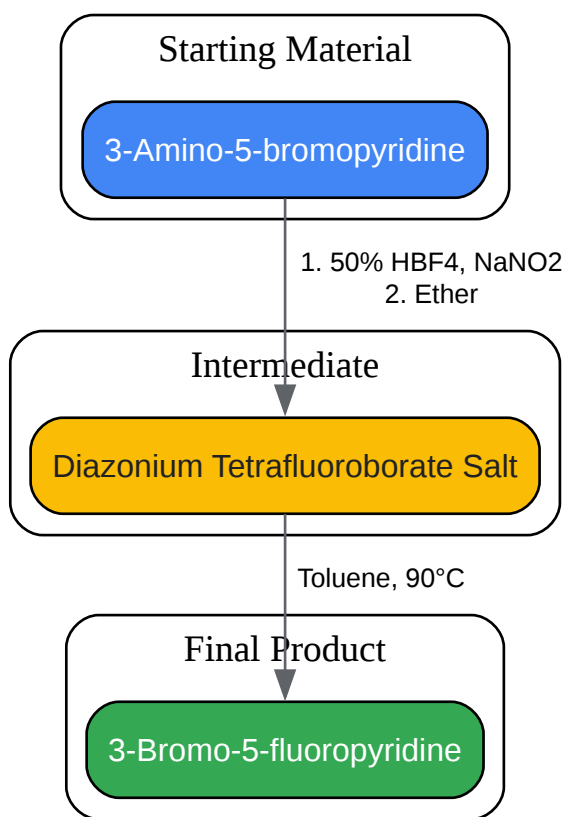 Starting Material
3-Amino-5-bromopyridine
1. 50% HBF4, NaNO2
2. Ether
Intermediate
Diazonium Tetrafluoroborate Salt
Toluene, 90°C
Final Product
3-Bromo-5-fluoropyridine